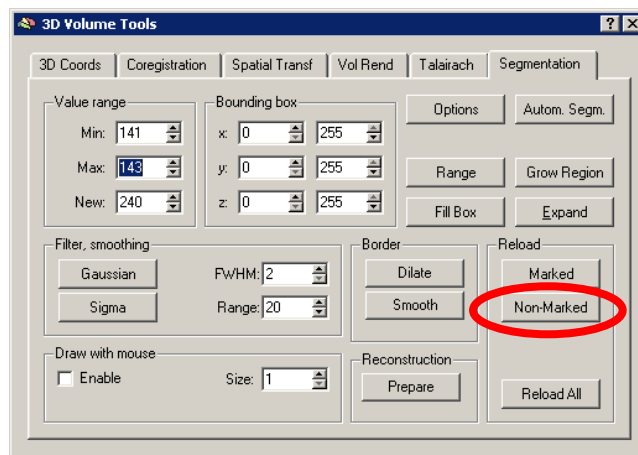 3D Volume Tools
3D Coords Coregistration Spatial Transf Vol Rend Talairach Segmentation
Value range Bounding box Options Autom. Segm.
Min: 141 x: 0 255
Max: 143 y: 0 255 Range Grow Region
New: 240 z: 0 255 Fill Box Expand
Filter, smoothing Border Reload
Gaussian FWHM: 2 Dilate Marked
Sigma Range: 20 Smooth Non-Marked
Draw with mouse Reconstruction
Enable Size: 1 Prepare Reload All